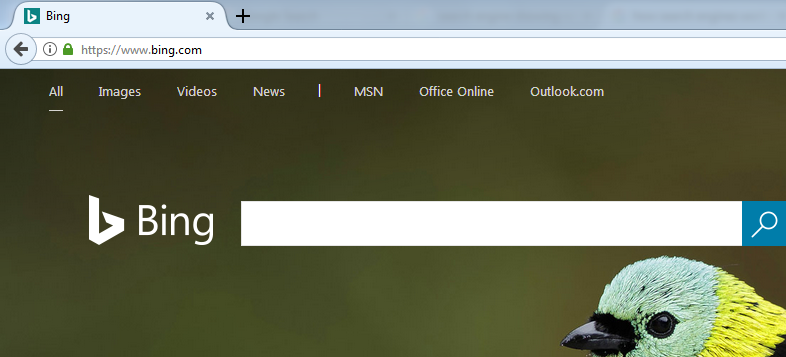 Bing
https://www.bing.com
All Images Videos News | MSN Office Online Outlook.com
Bing